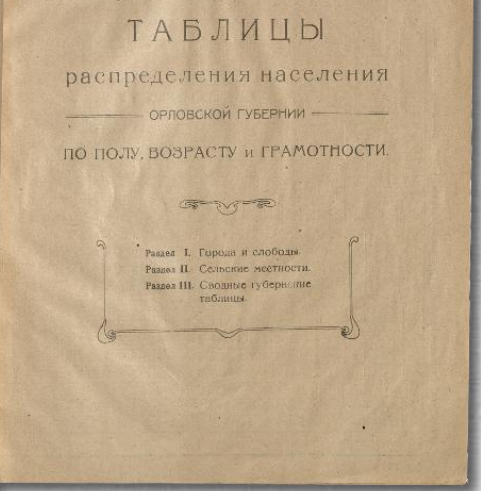 ТАБЛИЦЫ
распределения населения
ОРЛОВСКОЙ ГУБЕРНИИ
ПО ПОЛУ, ВОЗРАСТУ и ГРАМОТНОСТИ.
Раздел I. Города и слободы.
Раздел II. Сельские местности.
Раздел III. Сводные губернские
таблицы.